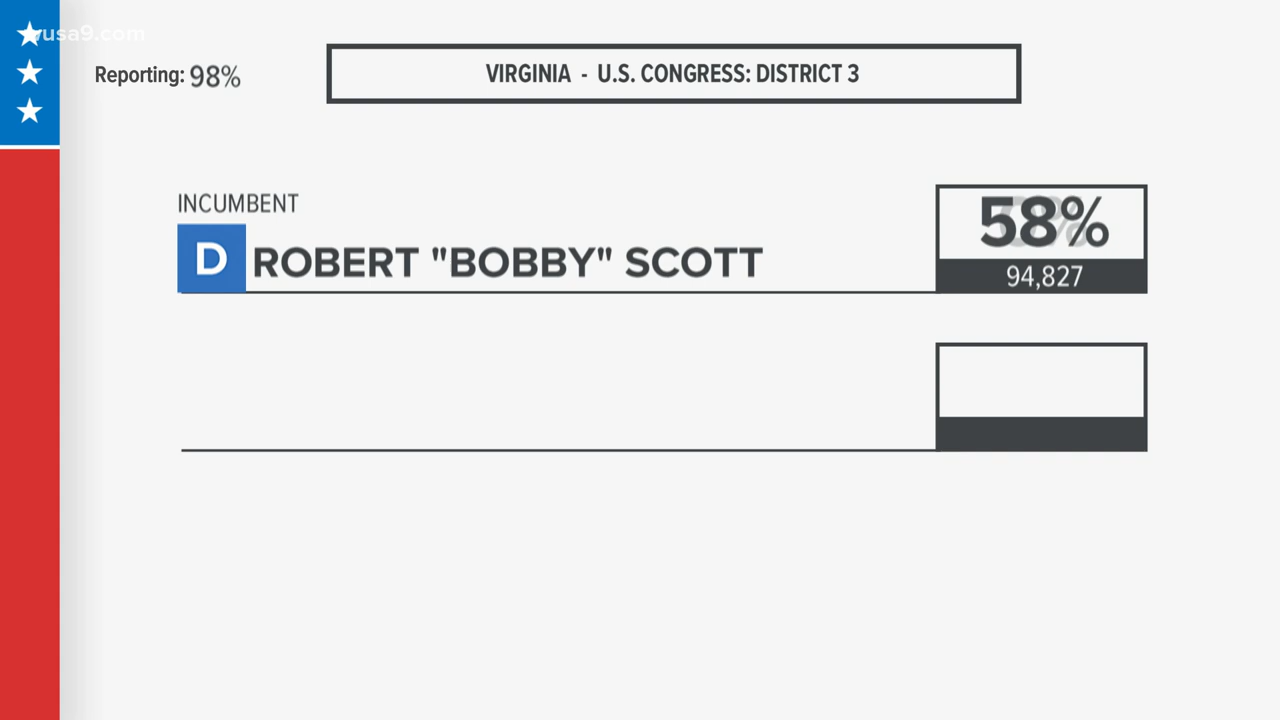 wusa9.com
Reporting: 98%
VIRGINIA - U.S. CONGRESS: DISTRICT 3
INCUMBENT
58%
D ROBERT "BOBBY" SCOTT
94,827